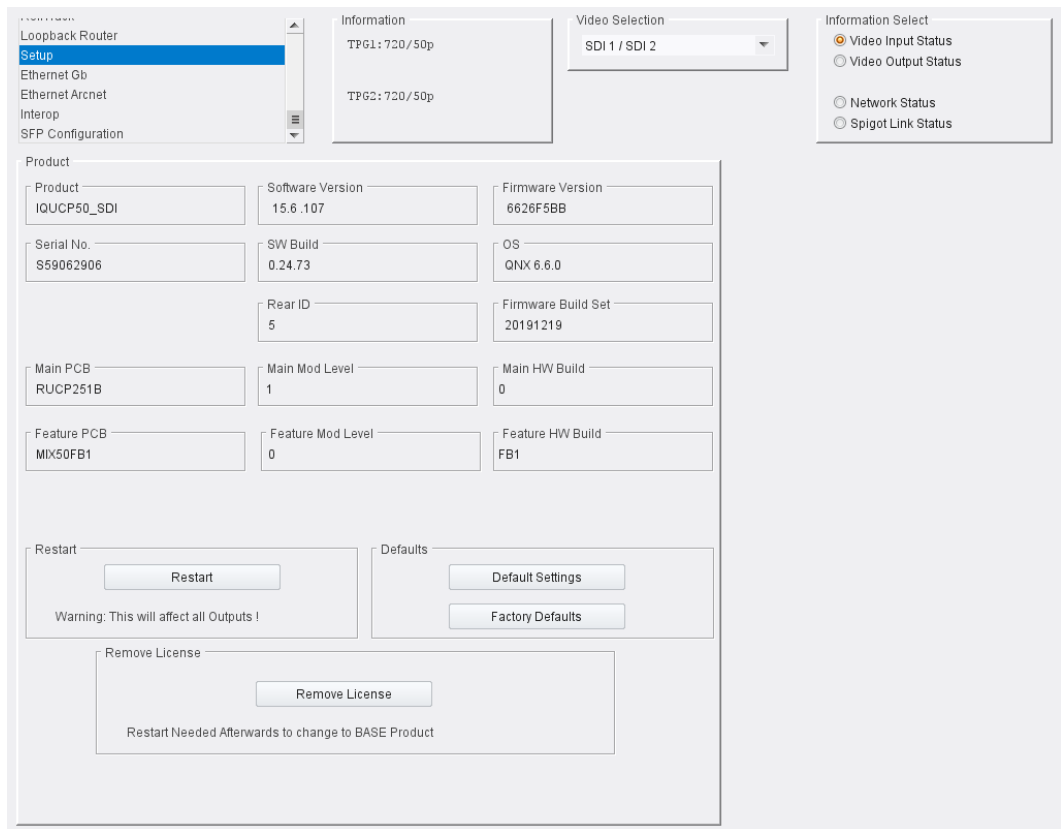 Loopback Router
Setup
Ethernet Gb
Ethernet Arcnet
Interop
SFP Configuration
Information
TPG1:720/50p
TPG2:720/50p
Video Selection
SDI 1 / SDI 2
Information Select
Video Input Status
Video Output Status
Network Status
Spigot Link Status
Product
Product
IQUCP50_SDI
Software Version
15.6 .107
Firmware Version
6626F5BB
Serial No.
S59062906
SW Build
0.24.73
OS
QNX 6.6.0
Rear ID
5
Firmware Build Set
20191219
Main PCB
RUCP251B
Main Mod Level
1
Main HW Build
0
Feature PCB
MIX50FB1
Feature Mod Level
0
Feature HW Build
FB1
Restart
Restart
Warning: This will affect all Outputs !
Defaults
Default Settings
Factory Defaults
Remove License
Remove License
Restart Needed Afterwards to change to BASE Product